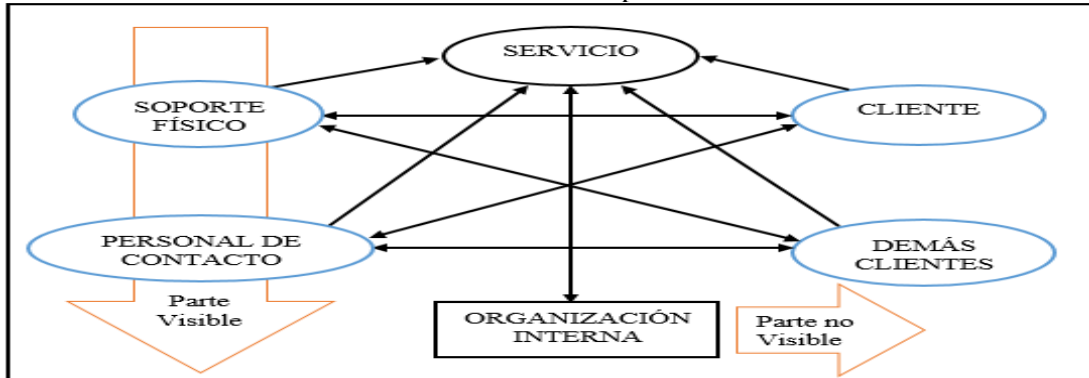 SERVICIO
SOPORTE
FÍSICO
CLIENTE
PERSONAL DE
CONTACTO
DEMÁS
CLIENTES
Parte
Visible
ORGANIZACIÓN
INTERNA
Parte no
Visible